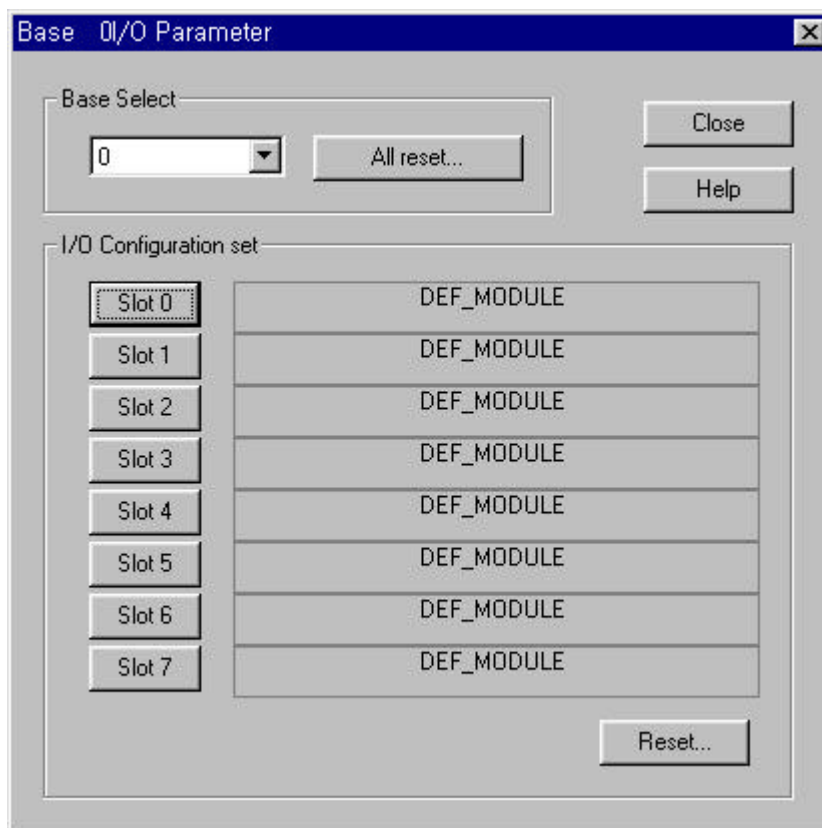 Base 0I/O Parameter
Base Select
0
All reset...
Close
Help
I/O Configuration set
Slot 0 DEF_MODULE
Slot 1 DEF_MODULE
Slot 2 DEF_MODULE
Slot 3 DEF_MODULE
Slot 4 DEF_MODULE
Slot 5 DEF_MODULE
Slot 6 DEF_MODULE
Slot 7 DEF_MODULE
Reset...